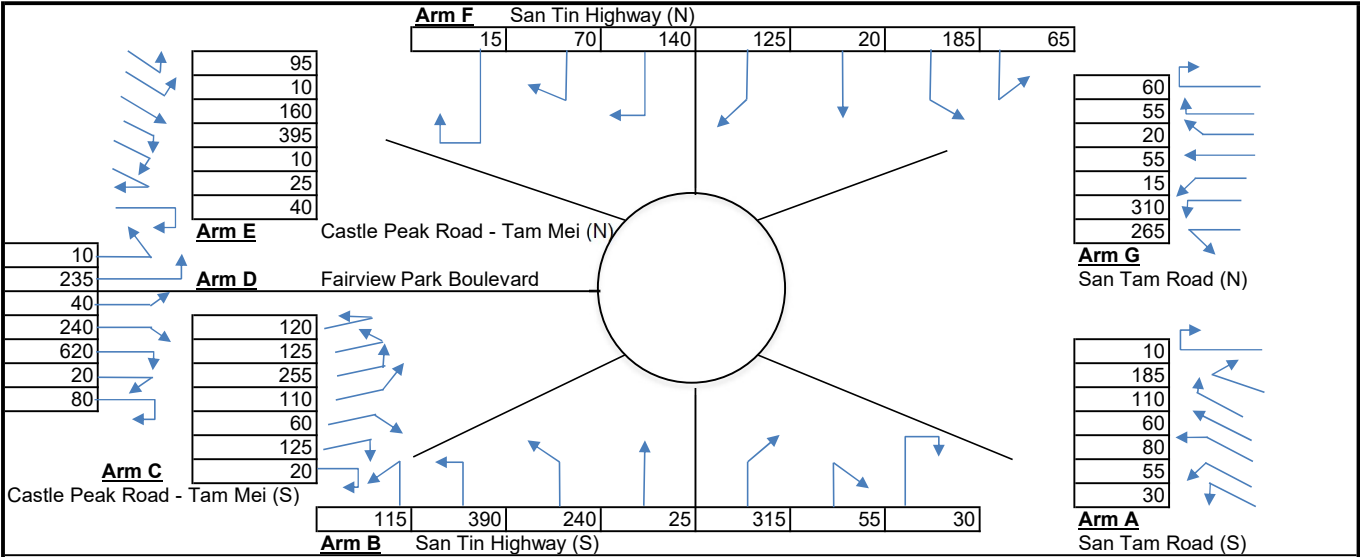 Arm F San Tin Highway (N)
15 70 140 125 20 185 65
95
10
160
395
10
25
40
Arm E Castle Peak Road - Tam Mei (N)
60
55
20
55
15
310
265
Arm G
San Tam Road (N)
10
235
40
240
620
20
80
Arm D Fairview Park Boulevard
120
125
255
110
60
125
20
Arm C
Castle Peak Road - Tam Mei (S)
10
185
110
60
80
55
30
Arm A
San Tam Road (S)
115 390 240 25 315 55 30
Arm B San Tin Highway (S)